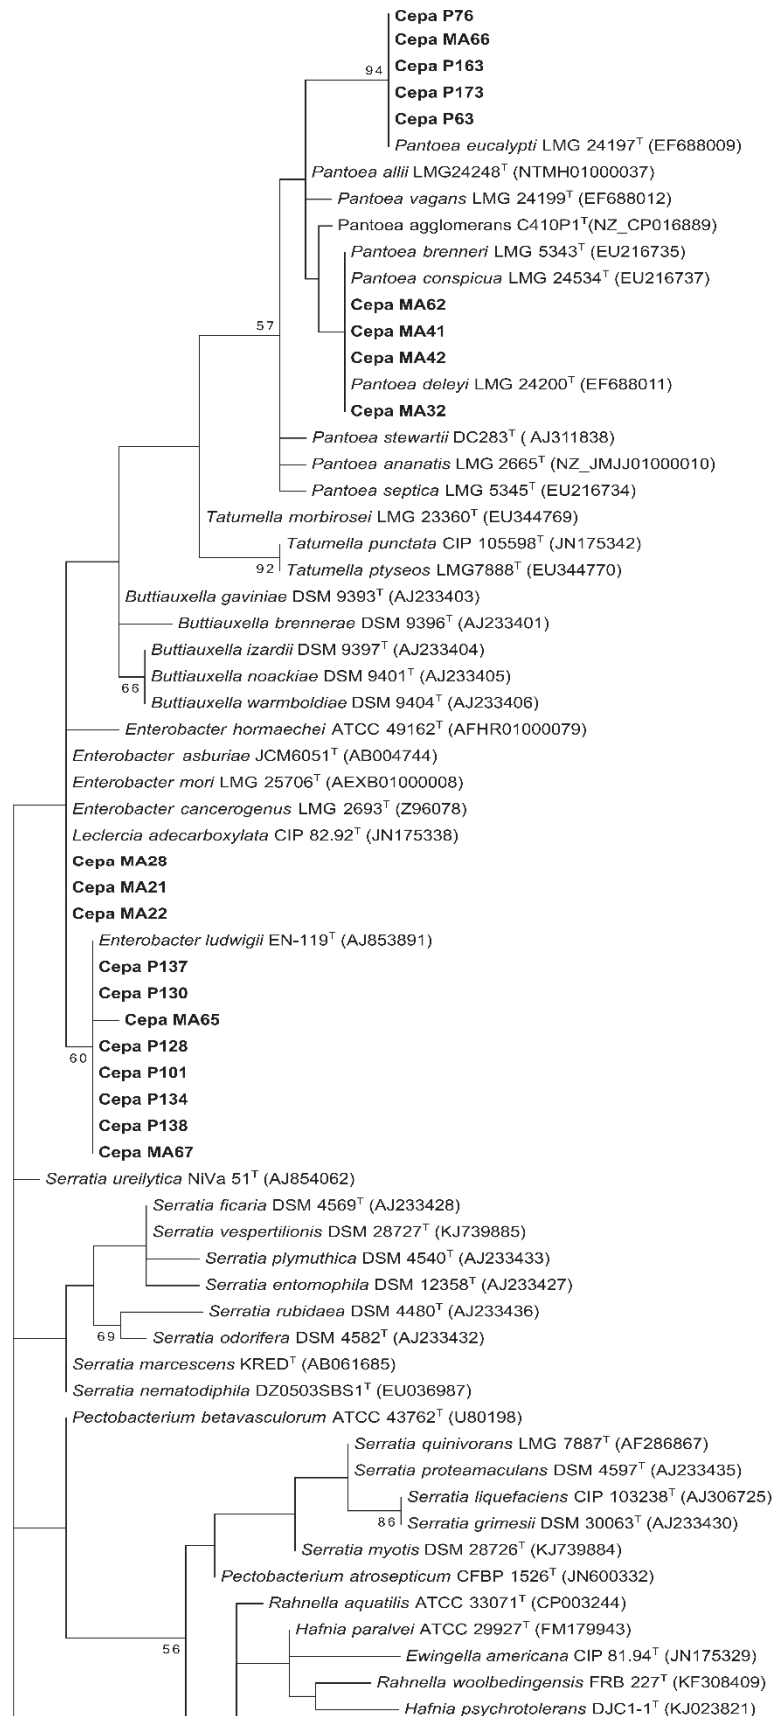 Cepa P76
Cepa MA66
94
Cepa P163
Cepa P173
Cepa P63
Pantoea eucalypti LMG 24197ᵀ (EF688009)
Pantoea allii LMG24248ᵀ (NTMH01000037)
Pantoea vagans LMG 24199ᵀ (EF688012)
Pantoea agglomerans C410P1ᵀ(NZ_CP016889)
Pantoea brenneri LMG 5343ᵀ (EU216735)
Pantoea conspicua LMG 24534ᵀ (EU216737)
Cepa MA62
57
Cepa MA41
Cepa MA42
Pantoea deleyi LMG 24200ᵀ (EF688011)
Cepa MA32
Pantoea stewartii DC283ᵀ ( AJ311838)
Pantoea ananatis LMG 2665ᵀ (NZ_JMJJ01000010)
Pantoea septica LMG 5345ᵀ (EU216734)
Tatumella morbirosei LMG 23360ᵀ (EU344769)
Tatumella punctata CIP 105598ᵀ (JN175342)
92
Tatumella ptyseos LMG7888ᵀ (EU344770)
Buttiauxella gaviniae DSM 9393ᵀ (AJ233403)
Buttiauxella brennerae DSM 9396ᵀ (AJ233401)
Buttiauxella izardii DSM 9397ᵀ (AJ233404)
Buttiauxella noackiae DSM 9401ᵀ (AJ233405)
66
Buttiauxella warmboldiae DSM 9404ᵀ (AJ233406)
Enterobacter hormaechei ATCC 49162ᵀ (AFHR01000079)
Enterobacter asburiae JCM6051ᵀ (AB004744)
Enterobacter mori LMG 25706ᵀ (AEXB01000008)
Enterobacter cancerogenus LMG 2693ᵀ (Z96078)
Leclercia adecarboxylata CIP 82.92ᵀ (JN175338)
Cepa MA28
Cepa MA21
Cepa MA22
Enterobacter ludwigii EN-119ᵀ (AJ853891)
Cepa P137
Cepa P130
Cepa MA65
Cepa P128
60
Cepa P101
Cepa P134
Cepa P138
Cepa MA67
Serratia ureilytica NiVa 51ᵀ (AJ854062)
Serratia ficaria DSM 4569ᵀ (AJ233428)
Serratia vespertilionis DSM 28727ᵀ (KJ739885)
Serratia plymuthica DSM 4540ᵀ (AJ233433)
Serratia entomophila DSM 12358ᵀ (AJ233427)
Serratia rubidaea DSM 4480ᵀ (AJ233436)
69
Serratia odorifera DSM 4582ᵀ (AJ233432)
Serratia marcescens KREDᵀ (AB061685)
Serratia nematodiphila DZ0503SBS1ᵀ (EU036987)
Pectobacterium betavasculorum ATCC 43762ᵀ (U80198)
Serratia quinivorans LMG 7887ᵀ (AF286867)
Serratia proteamaculans DSM 4597ᵀ (AJ233435)
Serratia liquefaciens CIP 103238ᵀ (AJ306725)
86
Serratia grimesii DSM 30063ᵀ (AJ233430)
Serratia myotis DSM 28726ᵀ (KJ739884)
Pectobacterium atrosepticum CFBP 1526ᵀ (JN600332)
Rahnella aquatilis ATCC 33071ᵀ (CP003244)
Hafnia paralvei ATCC 29927ᵀ (FM179943)
56
Ewingella americana CIP 81.94ᵀ (JN175329)
Rahnella woolbedingensis FRB 227ᵀ (KF308409)
Hafnia psychrotolerans DJC1-1ᵀ (KJ023821)